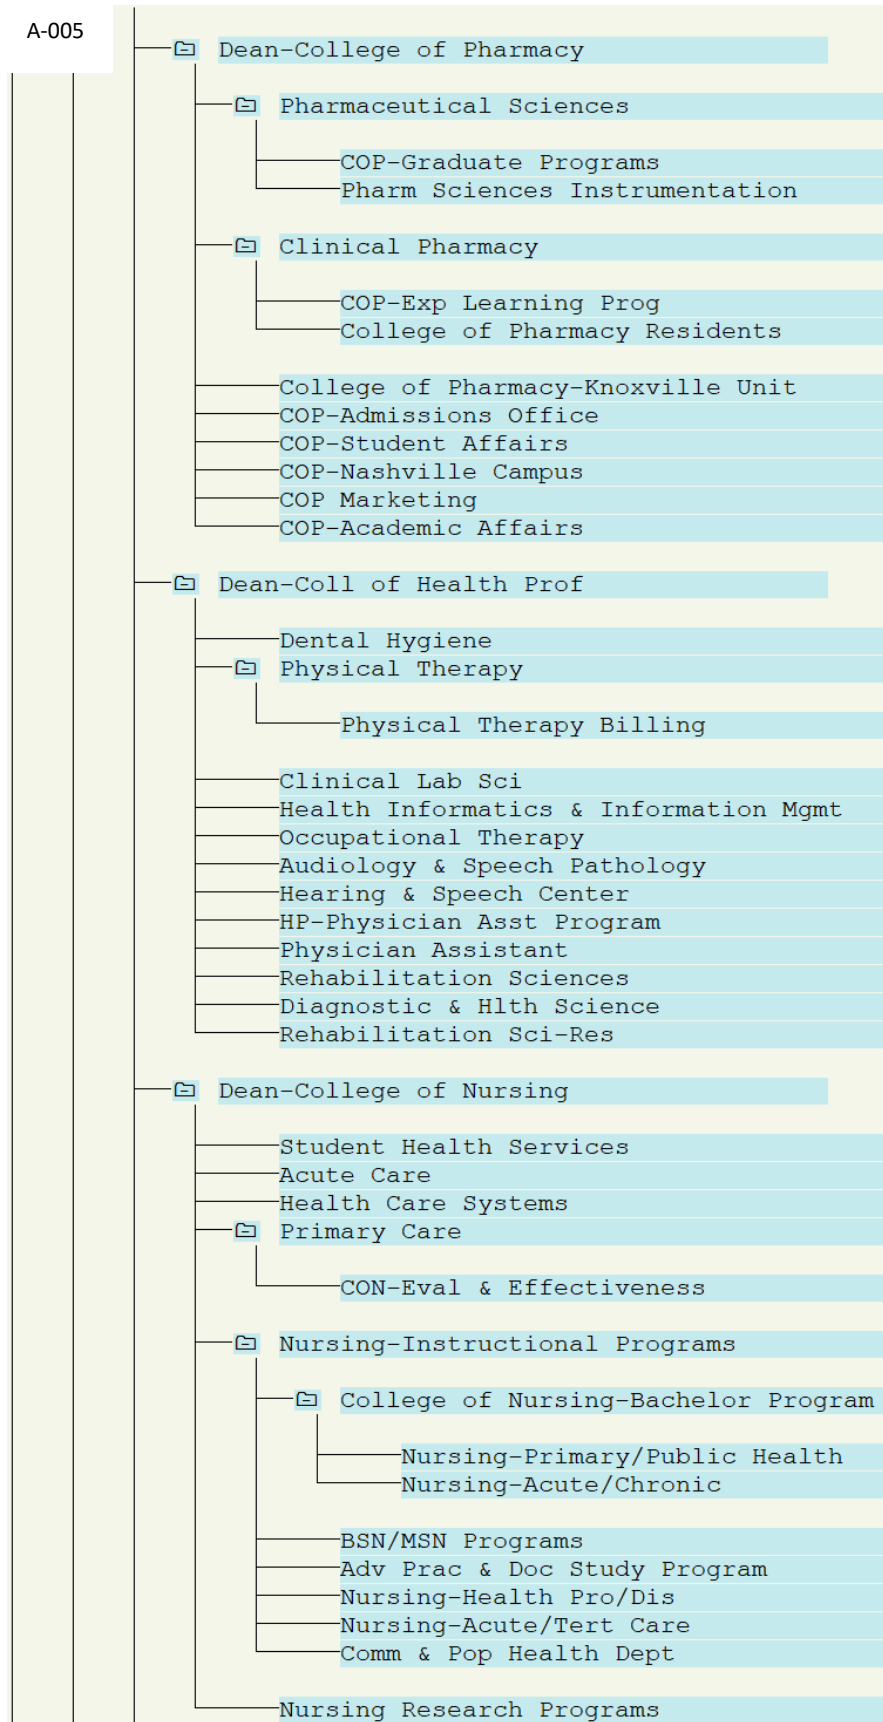 A-005
Dean-College of Pharmacy
Pharmaceutical Sciences
COP-Graduate Programs
Pharm Sciences Instrumentation
Clinical Pharmacy
COP-Exp Learning Prog
College of Pharmacy Residents
College of Pharmacy-Knoxville Unit
COP-Admissions Office
COP-Student Affairs
COP-Nashville Campus
COP Marketing
COP-Academic Affairs
Dean-Coll of Health Prof
Dental Hygiene
Physical Therapy
Physical Therapy Billing
Clinical Lab Sci
Health Informatics & Information Mgmt
Occupational Therapy
Audiology & Speech Pathology
Hearing & Speech Center
HP-Physician Asst Program
Physician Assistant
Rehabilitation Sciences
Diagnostic & Hlth Science
Rehabilitation Sci-Res
Dean-College of Nursing
Student Health Services
Acute Care
Health Care Systems
Primary Care
CON-Eval & Effectiveness
Nursing-Instructional Programs
College of Nursing-Bachelor Program
Nursing-Primary/Public Health
Nursing-Acute/Chronic
BSN/MSN Programs
Adv Prac & Doc Study Program
Nursing-Health Pro/Dis
Nursing-Acute/Tert Care
Comm & Pop Health Dept
Nursing Research Programs